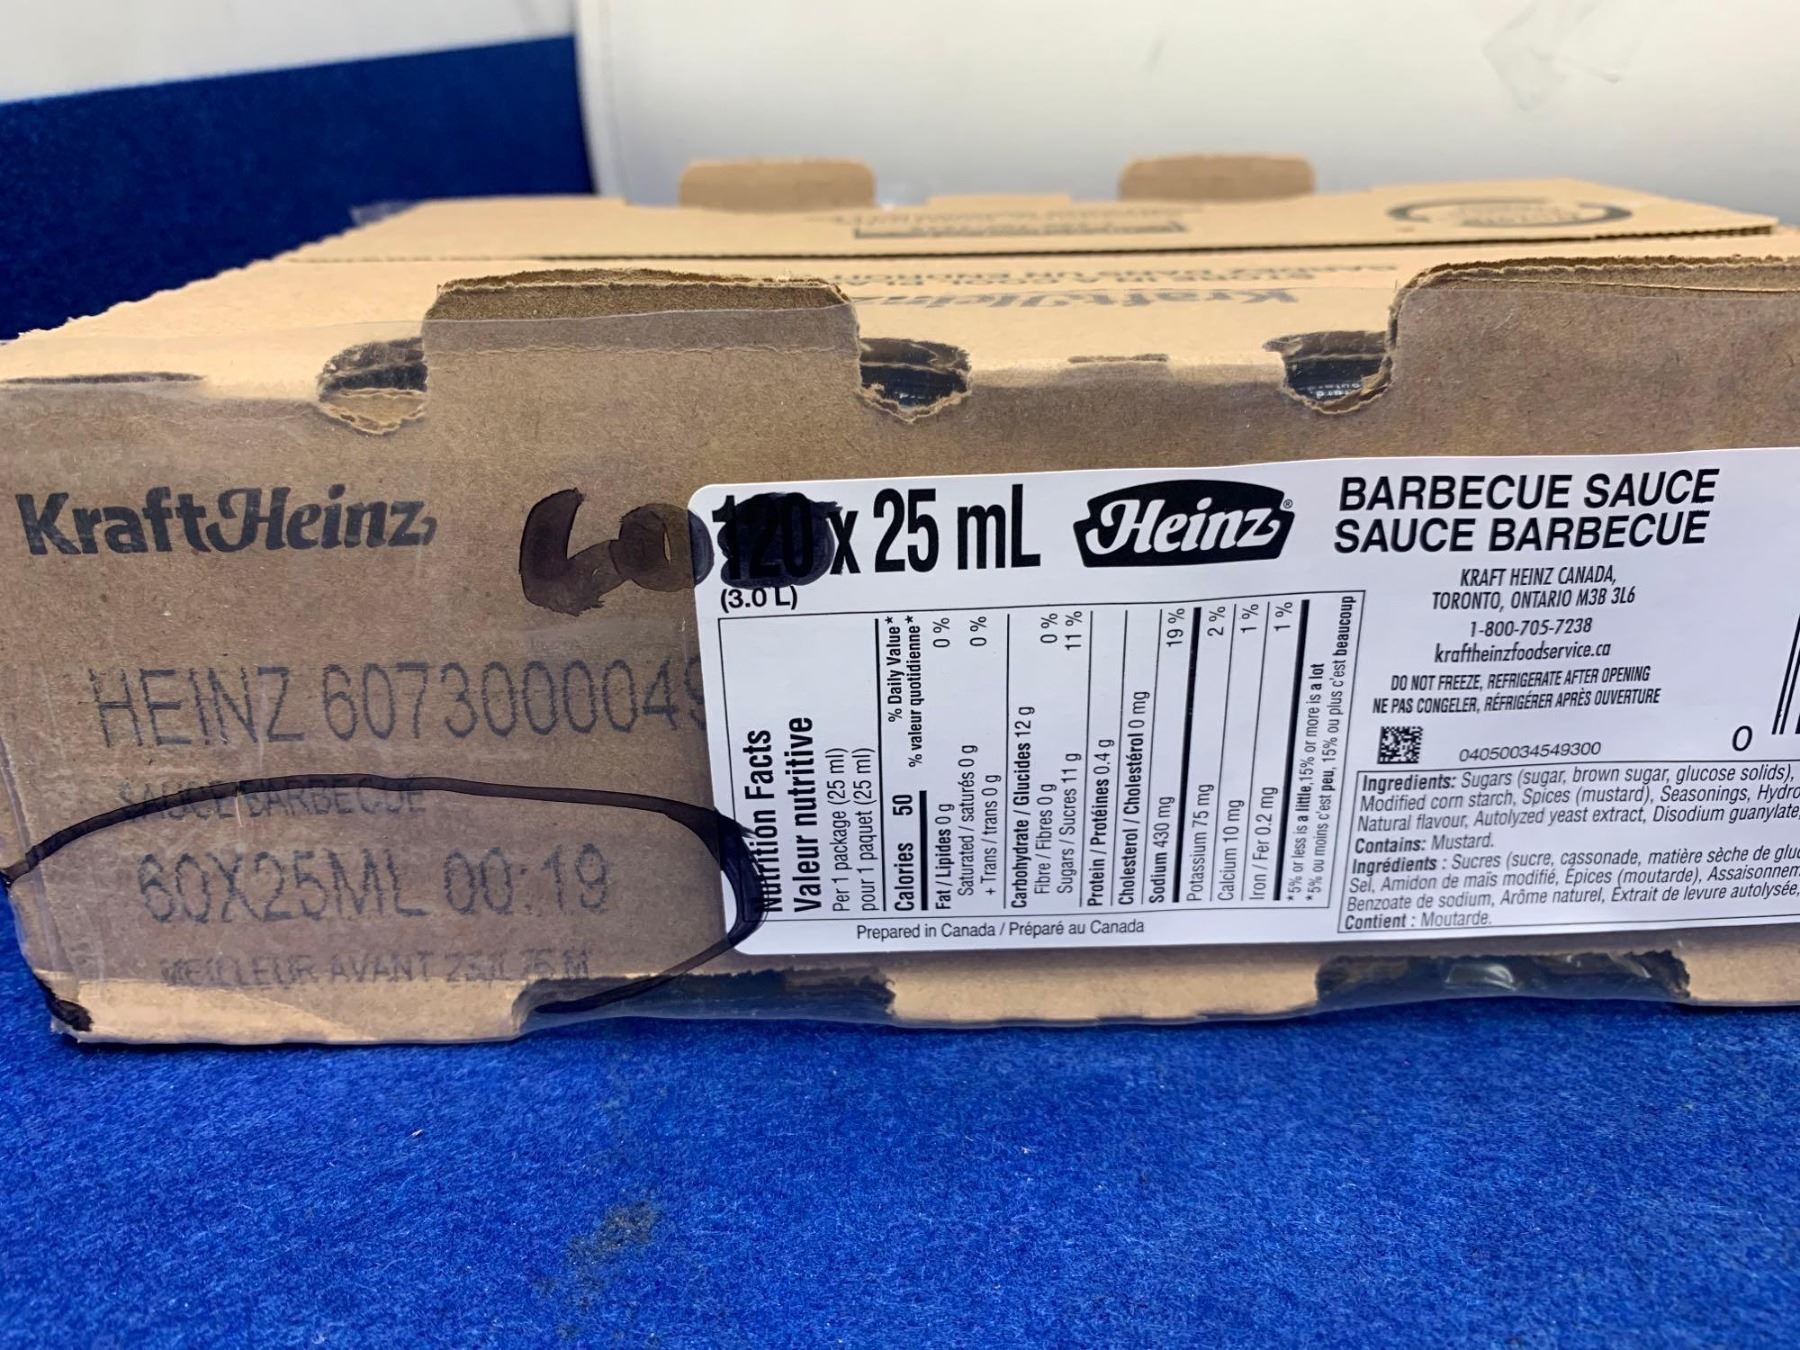 KraftHeinz
HEINZ 607300004
SAUCE BARBECUE
60X25ML 00:19
MEILLEUR AVANT
60
120 x 25 mL
(3.0 L)
Heinz®
BARBECUE SAUCE
SAUCE BARBECUE
KRAFT HEINZ CANADA,
TORONTO, ONTARIO M3B 3L6
1-800-705-7238
kraftheinzfoodservice.ca
DO NOT FREEZE, REFRIGERATE AFTER OPENING
NE PAS CONGELER, RÉFRIGÉRER APRÈS OUVERTURE
04050034549300
0
Nutrition Facts
Valeur nutritive
Per 1 package (25 ml)
pour 1 paquet (25 ml)
% Daily Value*
% valeur quotidienne*
Calories 50
Fat / Lipides 0 g 0 %
Saturated / saturés 0 g
+ Trans / trans 0 g 0 %
Carbohydrate / Glucides 12 g
Fibre / Fibres 0 g 0 %
Sugars / Sucres 11 g 11 %
Protein / Protéines 0.4 g
Cholesterol / Cholestérol 0 mg
Sodium 430 mg 19 %
Potassium 75 mg 2 %
Calcium 10 mg 1 %
Iron / Fer 0.2 mg 1 %
*5% or less is a little, 15% or more is a lot
*5% ou moins c'est peu, 15% ou plus c'est beaucoup
Prepared in Canada / Préparé au Canada
Ingredients: Sugars (sugar, brown sugar, glucose solids),
Modified corn starch, Spices (mustard), Seasonings, Hydro
Natural flavour, Autolyzed yeast extract, Disodium guanylate,
Contains: Mustard.
Ingrédients : Sucres (sucre, cassonade, matière sèche de gluc
Sel, Amidon de maïs modifié, Épices (moutarde), Assaisonnem
Benzoate de sodium, Arôme naturel, Extrait de levure autolysée,
Contient : Moutarde.